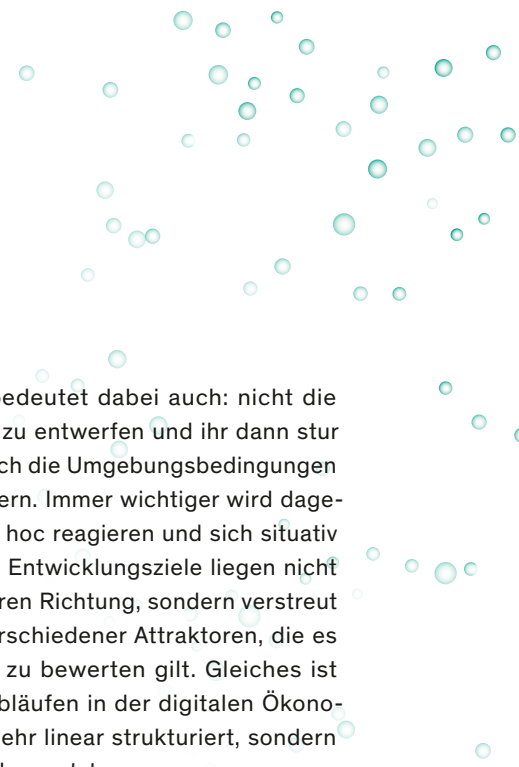 bedeutet dabei auch: nicht die
zu entwerfen und ihr dann stur
ch die Umgebungsbedingungen
ern. Immer wichtiger wird dage-
hoc reagieren und sich situativ
Entwicklungsziele liegen nicht
ren Richtung, sondern verstreut
rschiedener Attraktoren, die es
zu bewerten gilt. Gleiches ist
bläufen in der digitalen Ökono-
ehr linear strukturiert, sondern